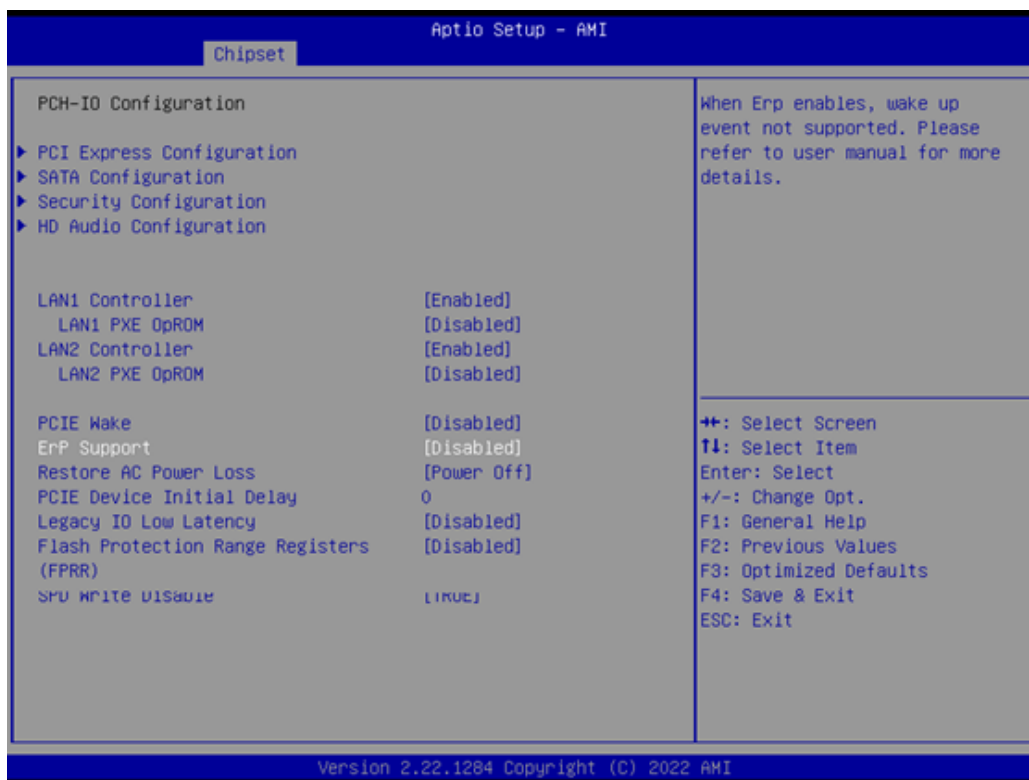 Aptio Setup – AMI
Chipset
PCH-IO Configuration
▶ PCI Express Configuration
▶ SATA Configuration
▶ Security Configuration
▶ HD Audio Configuration
LAN1 Controller [Enabled]
LAN1 PXE OpROM [Disabled]
LAN2 Controller [Enabled]
LAN2 PXE OpROM [Disabled]
PCIE Wake [Disabled]
ErP Support [Disabled]
Restore AC Power Loss [Power Off]
PCIE Device Initial Delay 0
Legacy IO Low Latency [Disabled]
Flash Protection Range Registers [Disabled]
(FPRR)
SPD Write Disable [TRUE]
When Erp enables, wake up
event not supported. Please
refer to user manual for more
details.
→←: Select Screen
↑↓: Select Item
Enter: Select
+/-: Change Opt.
F1: General Help
F2: Previous Values
F3: Optimized Defaults
F4: Save & Exit
ESC: Exit
Version 2.22.1284 Copyright (C) 2022 AMI